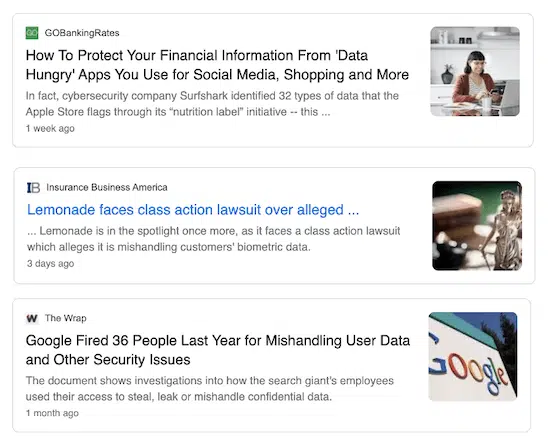 GO GOBankingRates
How To Protect Your Financial Information From 'Data
Hungry' Apps You Use for Social Media, Shopping and More
In fact, cybersecurity company Surfshark identified 32 types of data that the
Apple Store flags through its “nutrition label” initiative -- this ...
1 week ago
IB Insurance Business America
Lemonade faces class action lawsuit over alleged ...
... Lemonade is in the spotlight once more, as it faces a class action lawsuit
which alleges it is mishandling customers' biometric data.
3 days ago
W The Wrap
Google Fired 36 People Last Year for Mishandling User Data
and Other Security Issues
The document shows investigations into how the search giant's employees
used their access to steal, leak or mishandle confidential data.
1 month ago
Google